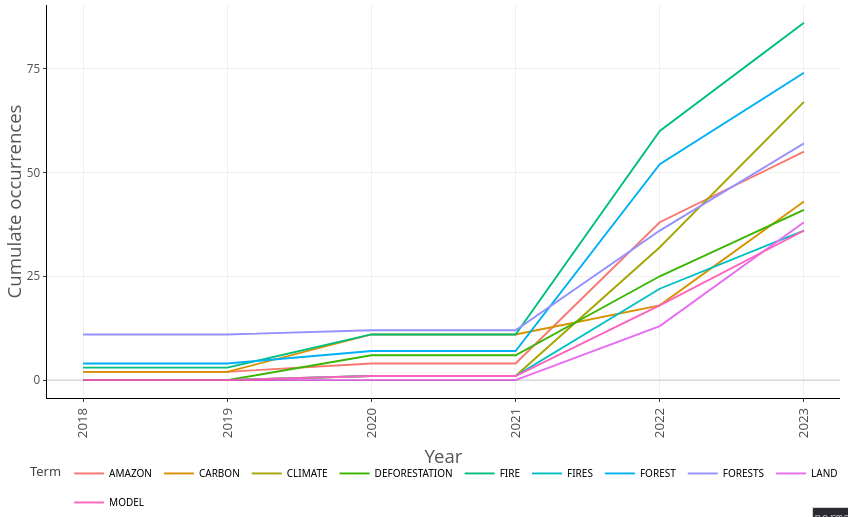 Cumulate occurrences
75
50
25
0
2018 2019 2020 2021 2022 2023
Year
Term AMAZON CARBON CLIMATE DEFORESTATION FIRE FIRES FOREST FORESTS LAND
MODEL